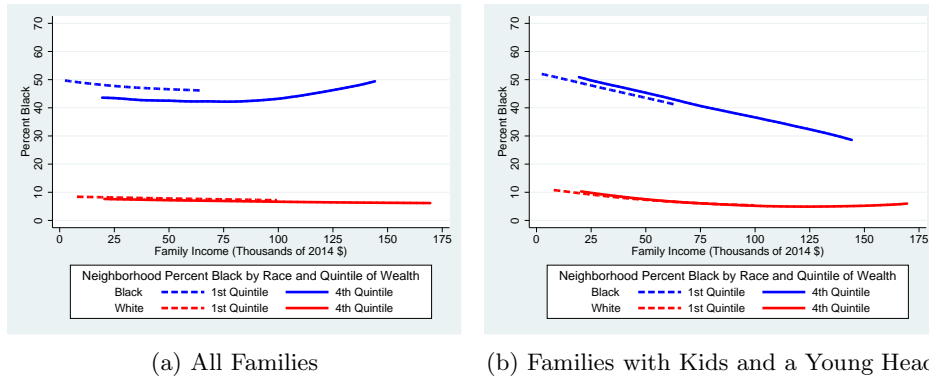 70
60
50
40
30
20
10
0
Percent Black
0 25 50 75 100 125 150 175
Family Income (Thousands of 2014 $)
Neighborhood Percent Black by Race and Quintile of Wealth
Black 1st Quintile 4th Quintile
White 1st Quintile 4th Quintile
(a) All Families
70
60
50
40
30
20
10
0
Percent Black
0 25 50 75 100 125 150 175
Family Income (Thousands of 2014 $)
Neighborhood Percent Black by Race and Quintile of Wealth
Black 1st Quintile 4th Quintile
White 1st Quintile 4th Quintile
(b) Families with Kids and a Young Head